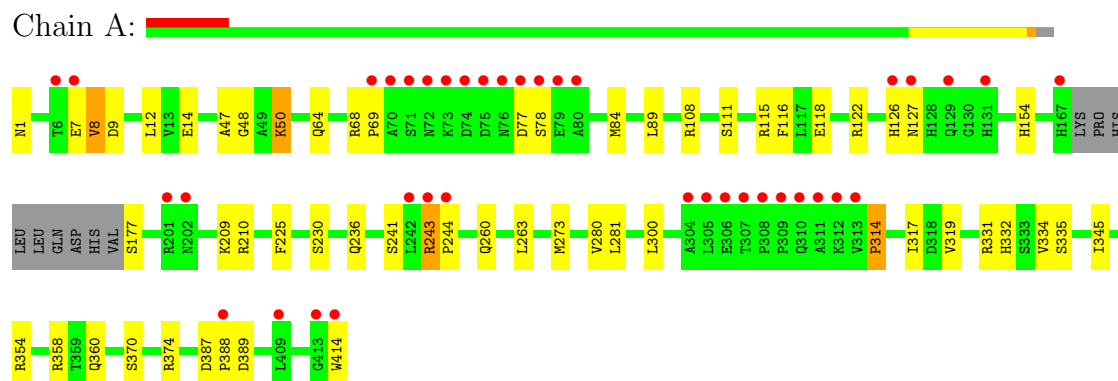 Chain A:
N1 T6 E7 V8 D9 L12 V13 E14 A47 G48 A49 K50 Q64 R68 P69 A70 S71 N72 K73 D74 D75 N76 D77 S78 E79 A80 M84 L89 R108 S111 R115 F116 L117 E118 R122 H126 N127 H128 Q129 G130 H131 H154 H167 LYS PRO HIS
LEU LEU GLN ASP HIS VAL S177 R201 N202 K209 R210 F225 S230 Q236 S241 L242 R243 P244 Q260 L263 M273 V280 L281 L300 A304 L305 E306 T307 P308 P309 Q310 A311 K312 V313 P314 I317 D318 V319 R331 H332 S333 V334 S335 I345
R354 R358 T359 Q360 S370 R374 D387 P388 D389 L409 G413 W414